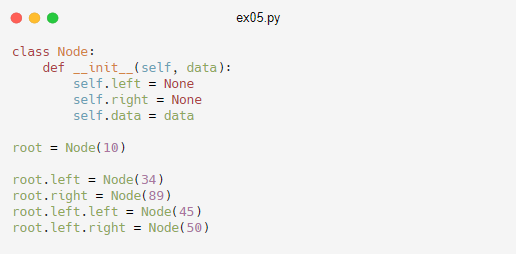 ex05.py
class Node:
    def __init__(self, data):
        self.left = None
        self.right = None
        self.data = data

root = Node(10)

root.left = Node(34)
root.right = Node(89)
root.left.left = Node(45)
root.left.right = Node(50)